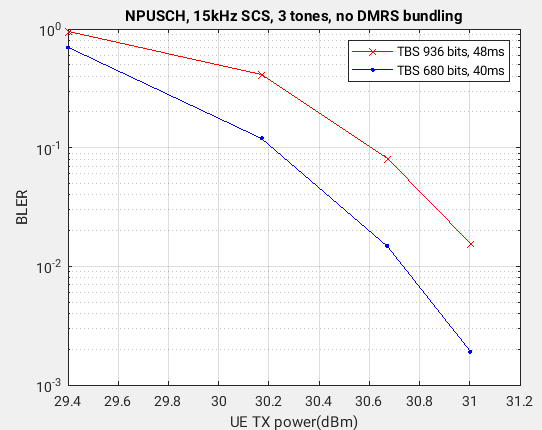 NPUSCH, 15kHz SCS, 3 tones, no DMRS bundling
TBS 936 bits, 48ms
TBS 680 bits, 40ms
BLER
10^0
10^-1
10^-2
10^-3
29.4 29.6 29.8 30 30.2 30.4 30.6 30.8 31 31.2
UE TX power(dBm)